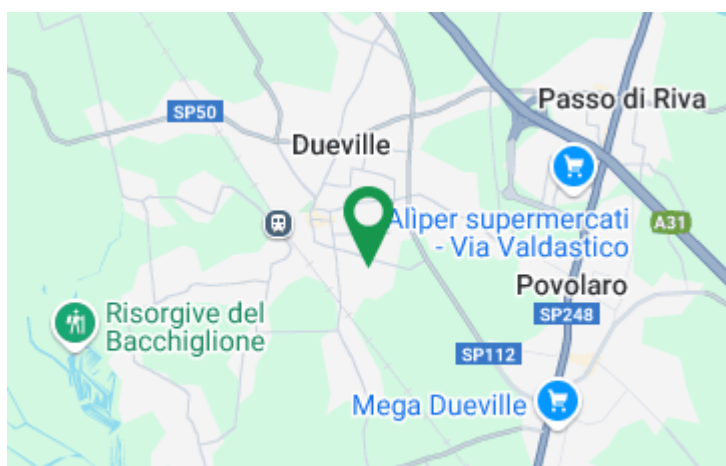 Passo di Riva
SP50
Dueville
Alìper supermercati
- Via Valdastico
A31
Povolaro
Risorgive del
Bacchiglione
SP248
SP112
Mega Dueville